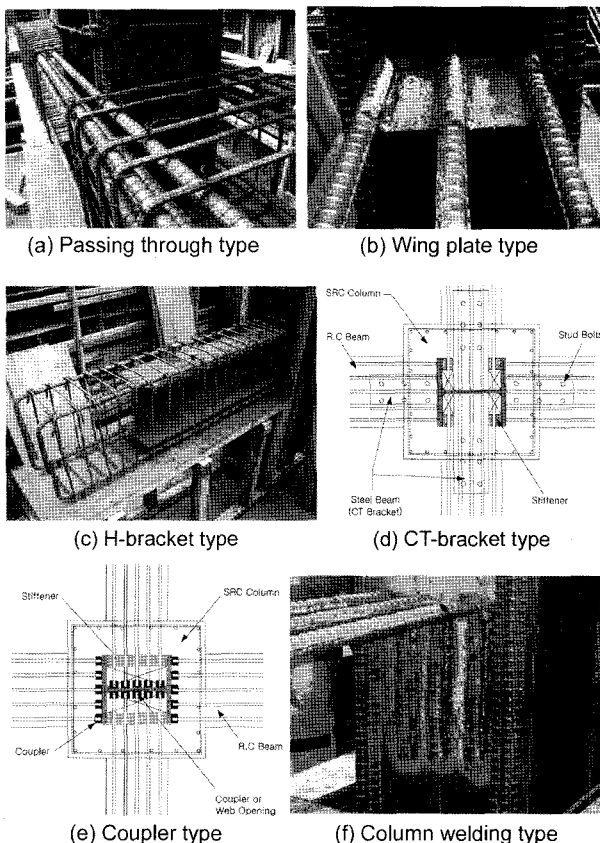 (a) Passing through type
(b) Wing plate type
(c) H-bracket type
SRC Column
R.C Beam
Stud Bolts
Steel Beam
(CT Bracket)
Stiffener
(d) CT-bracket type
Stiffener
SRC Column
Coupler
R.C Beam
Coupler or
Web Opening
(e) Coupler type
(f) Column welding type